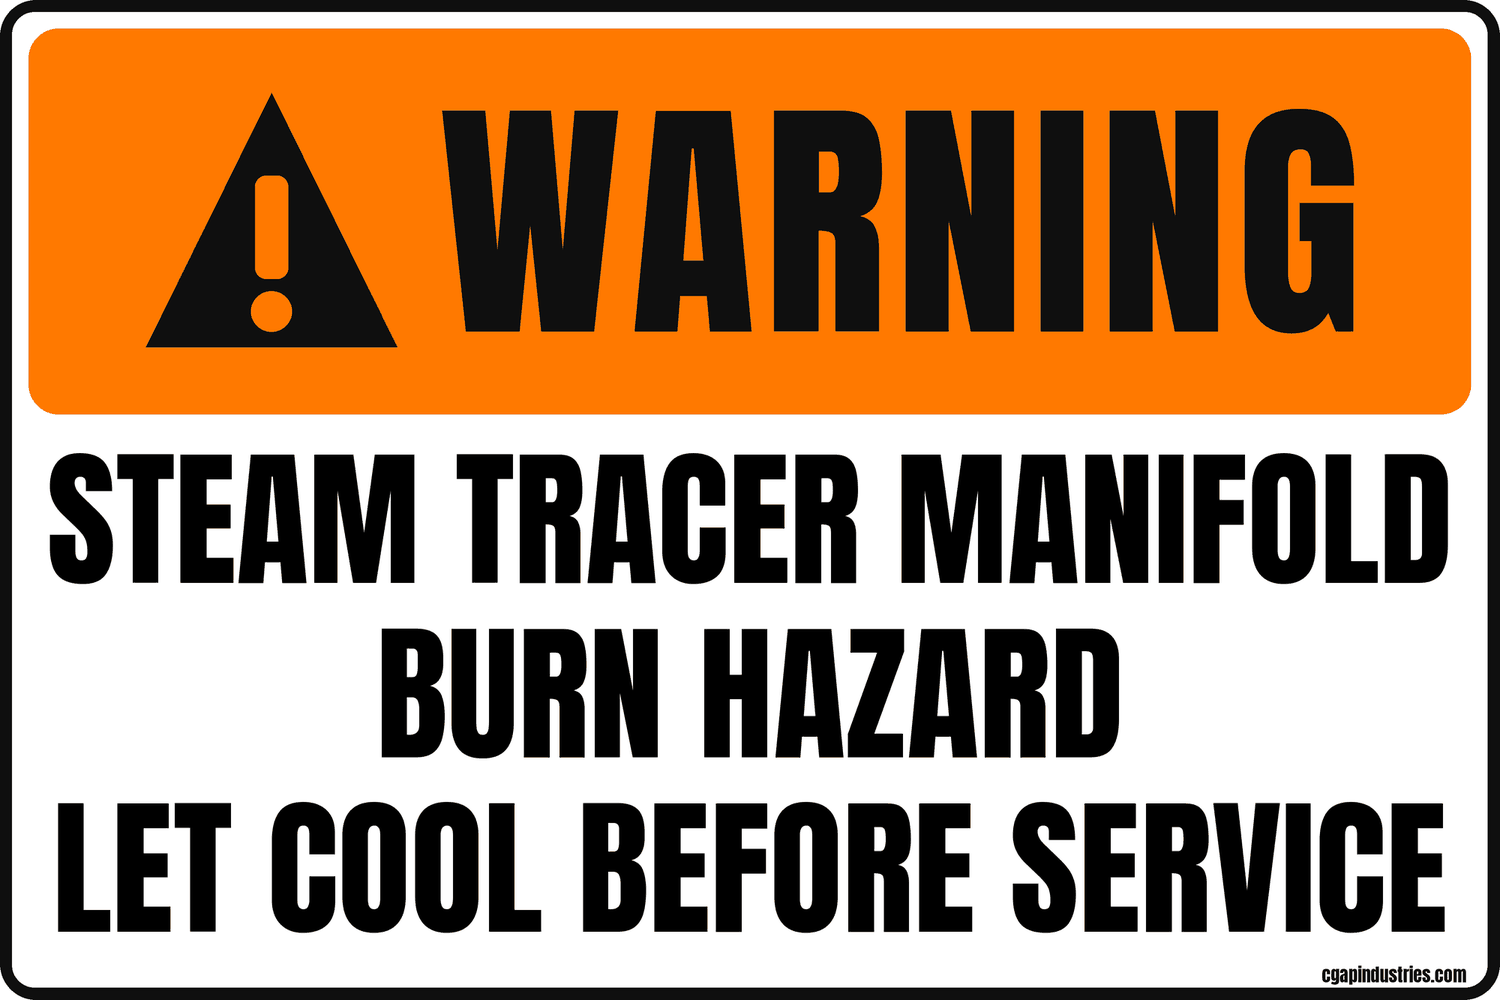 WARNING
STEAM TRACER MANIFOLD
BURN HAZARD
LET COOL BEFORE SERVICE
cgapindustries.com